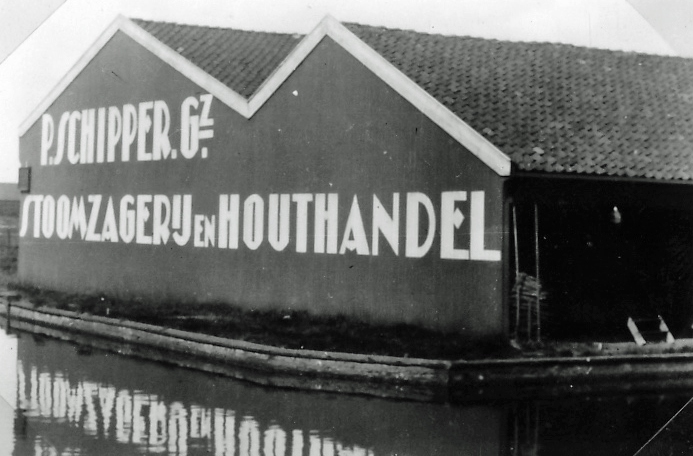 P. SCHIPPER. Gz.
STOOMZAGERIJ EN HOUTHANDEL